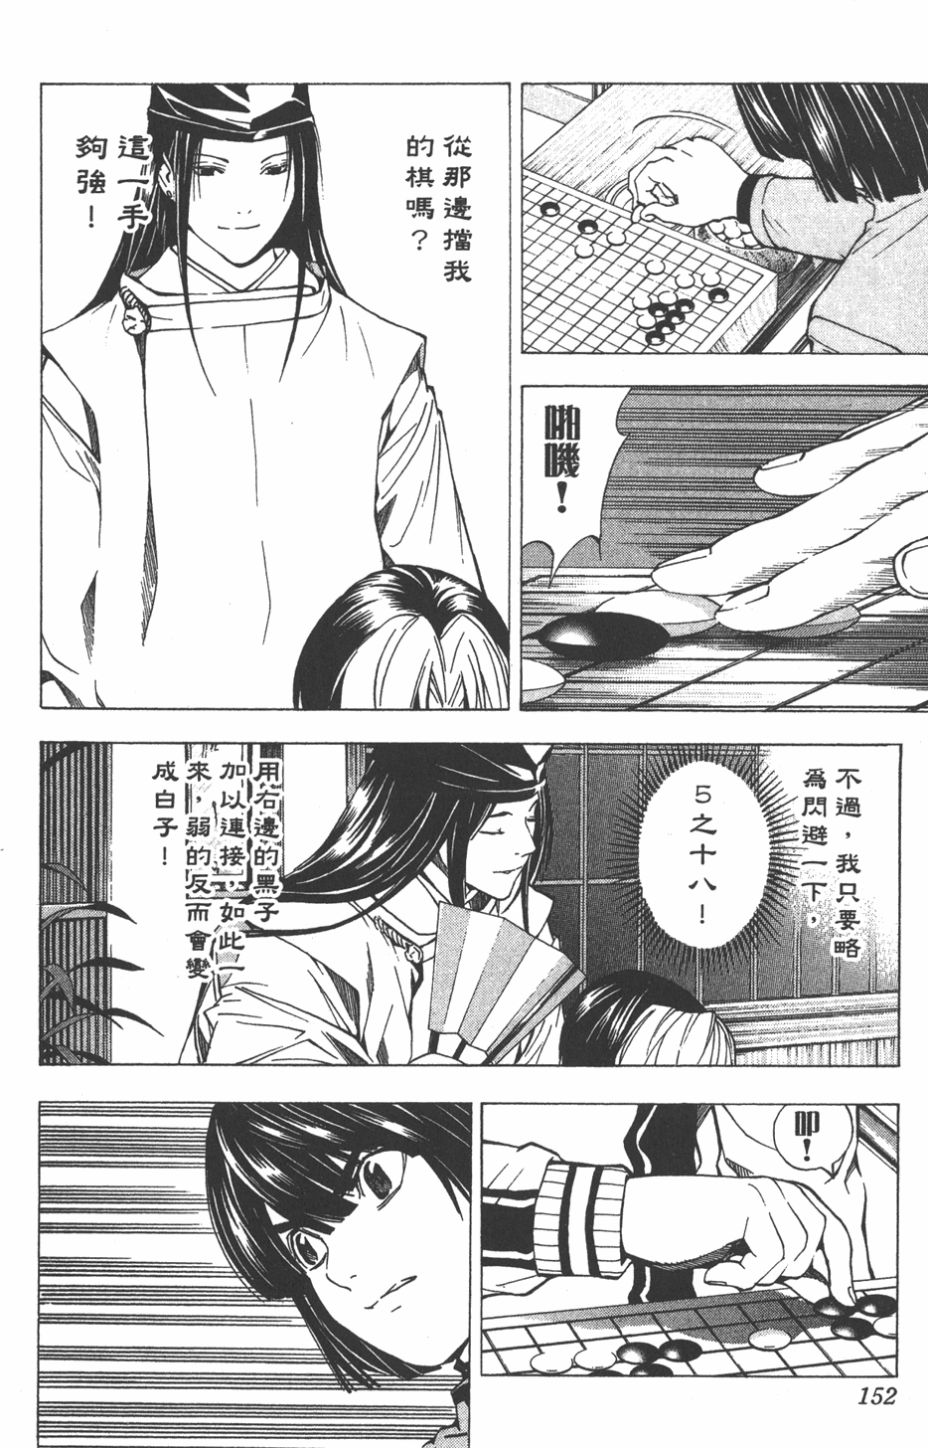 啪嘰！
從那邊擋我
的棋嗎？
這一手
夠強！
不過，我只要略
為閃避一下，
5之十八！
用右邊的黑子
加以連接，如此一
來，弱的反而會變
成白子！
叩！
152